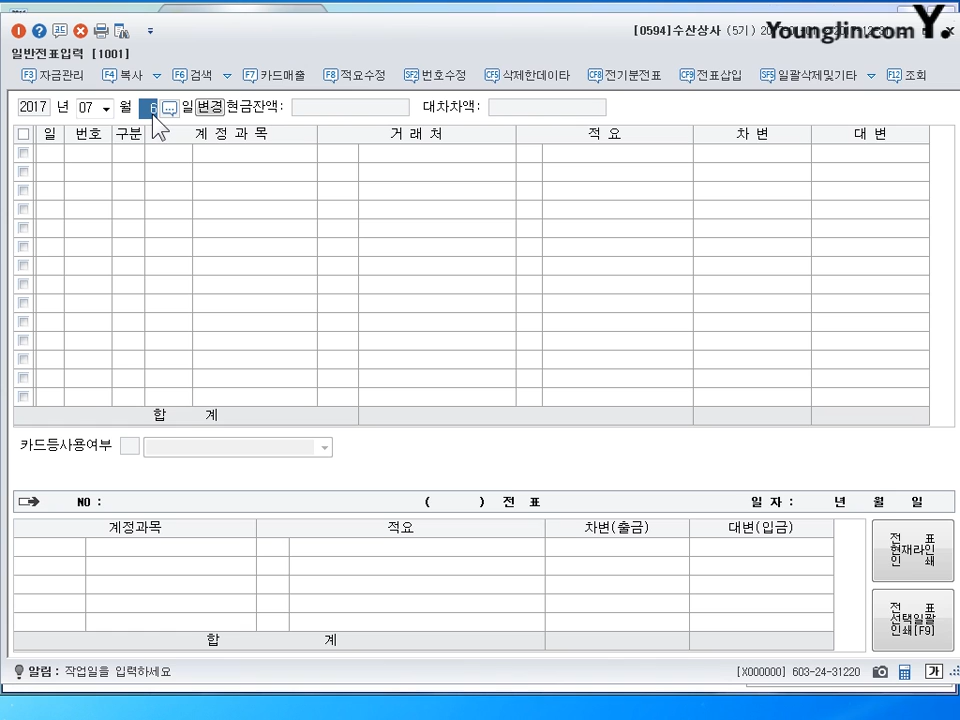 Younglin.com Y.
[0594]수산상사 (5기)
일반전표입력 [1001]
F3 자금관리 F4 복사 F6 검색 F7 카드매출 F8 적요수정 SF2 번호수정 CF5 삭제한데이타 CF8 전기분전표 CF9 전표삽입 SF5 일괄삭제및기타 F12 조회
2017 년 07 월 6 일 변경 현금잔액: 대차차액:
일 번호 구분 계 정 과 목 거 래 처 적 요 차 변 대 변
합 계
카드등사용여부
NO : ( ) 전 표 일 자 : 년 월 일
계정과목 적요 차변(출금) 대변(입금)
전 표
현재라인
인 쇄
전 표
선택일괄
인쇄[F9]
합 계
알림 : 작업일을 입력하세요 [X000000] 603-24-31220 가